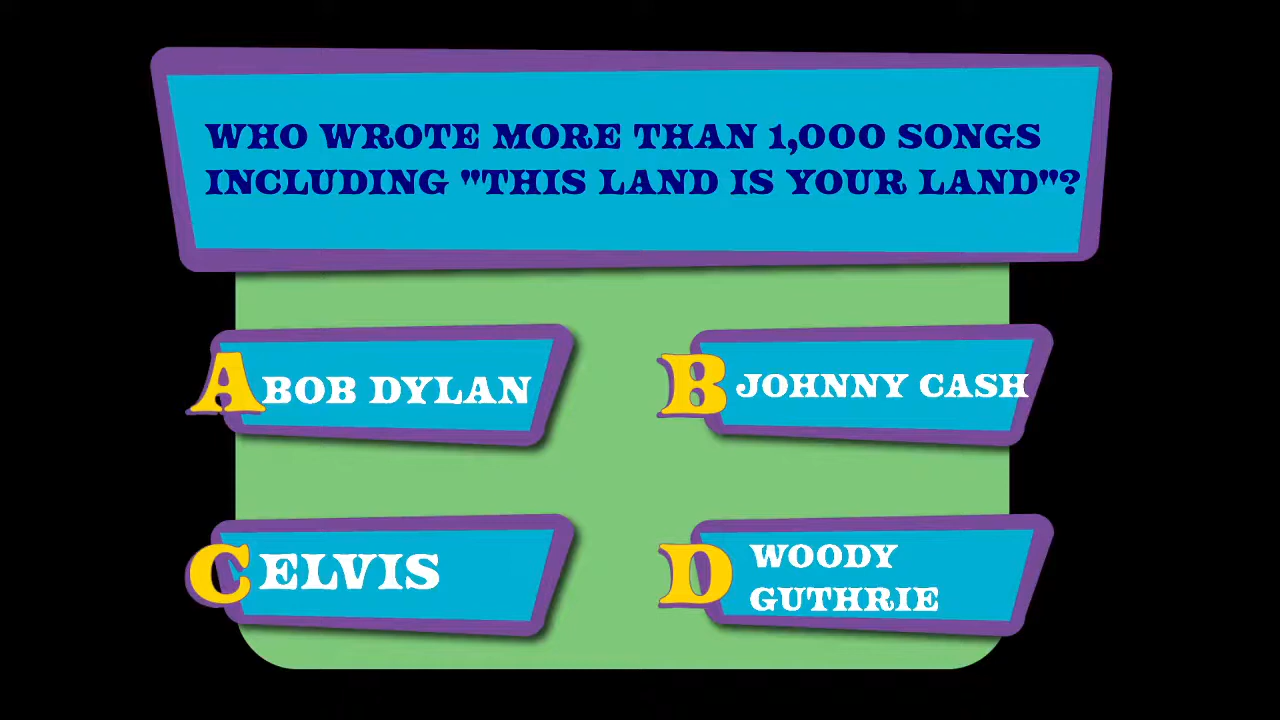 WHO WROTE MORE THAN 1,000 SONGS
INCLUDING "THIS LAND IS YOUR LAND"?
A BOB DYLAN
B JOHNNY CASH
C ELVIS
D WOODY
GUTHRIE